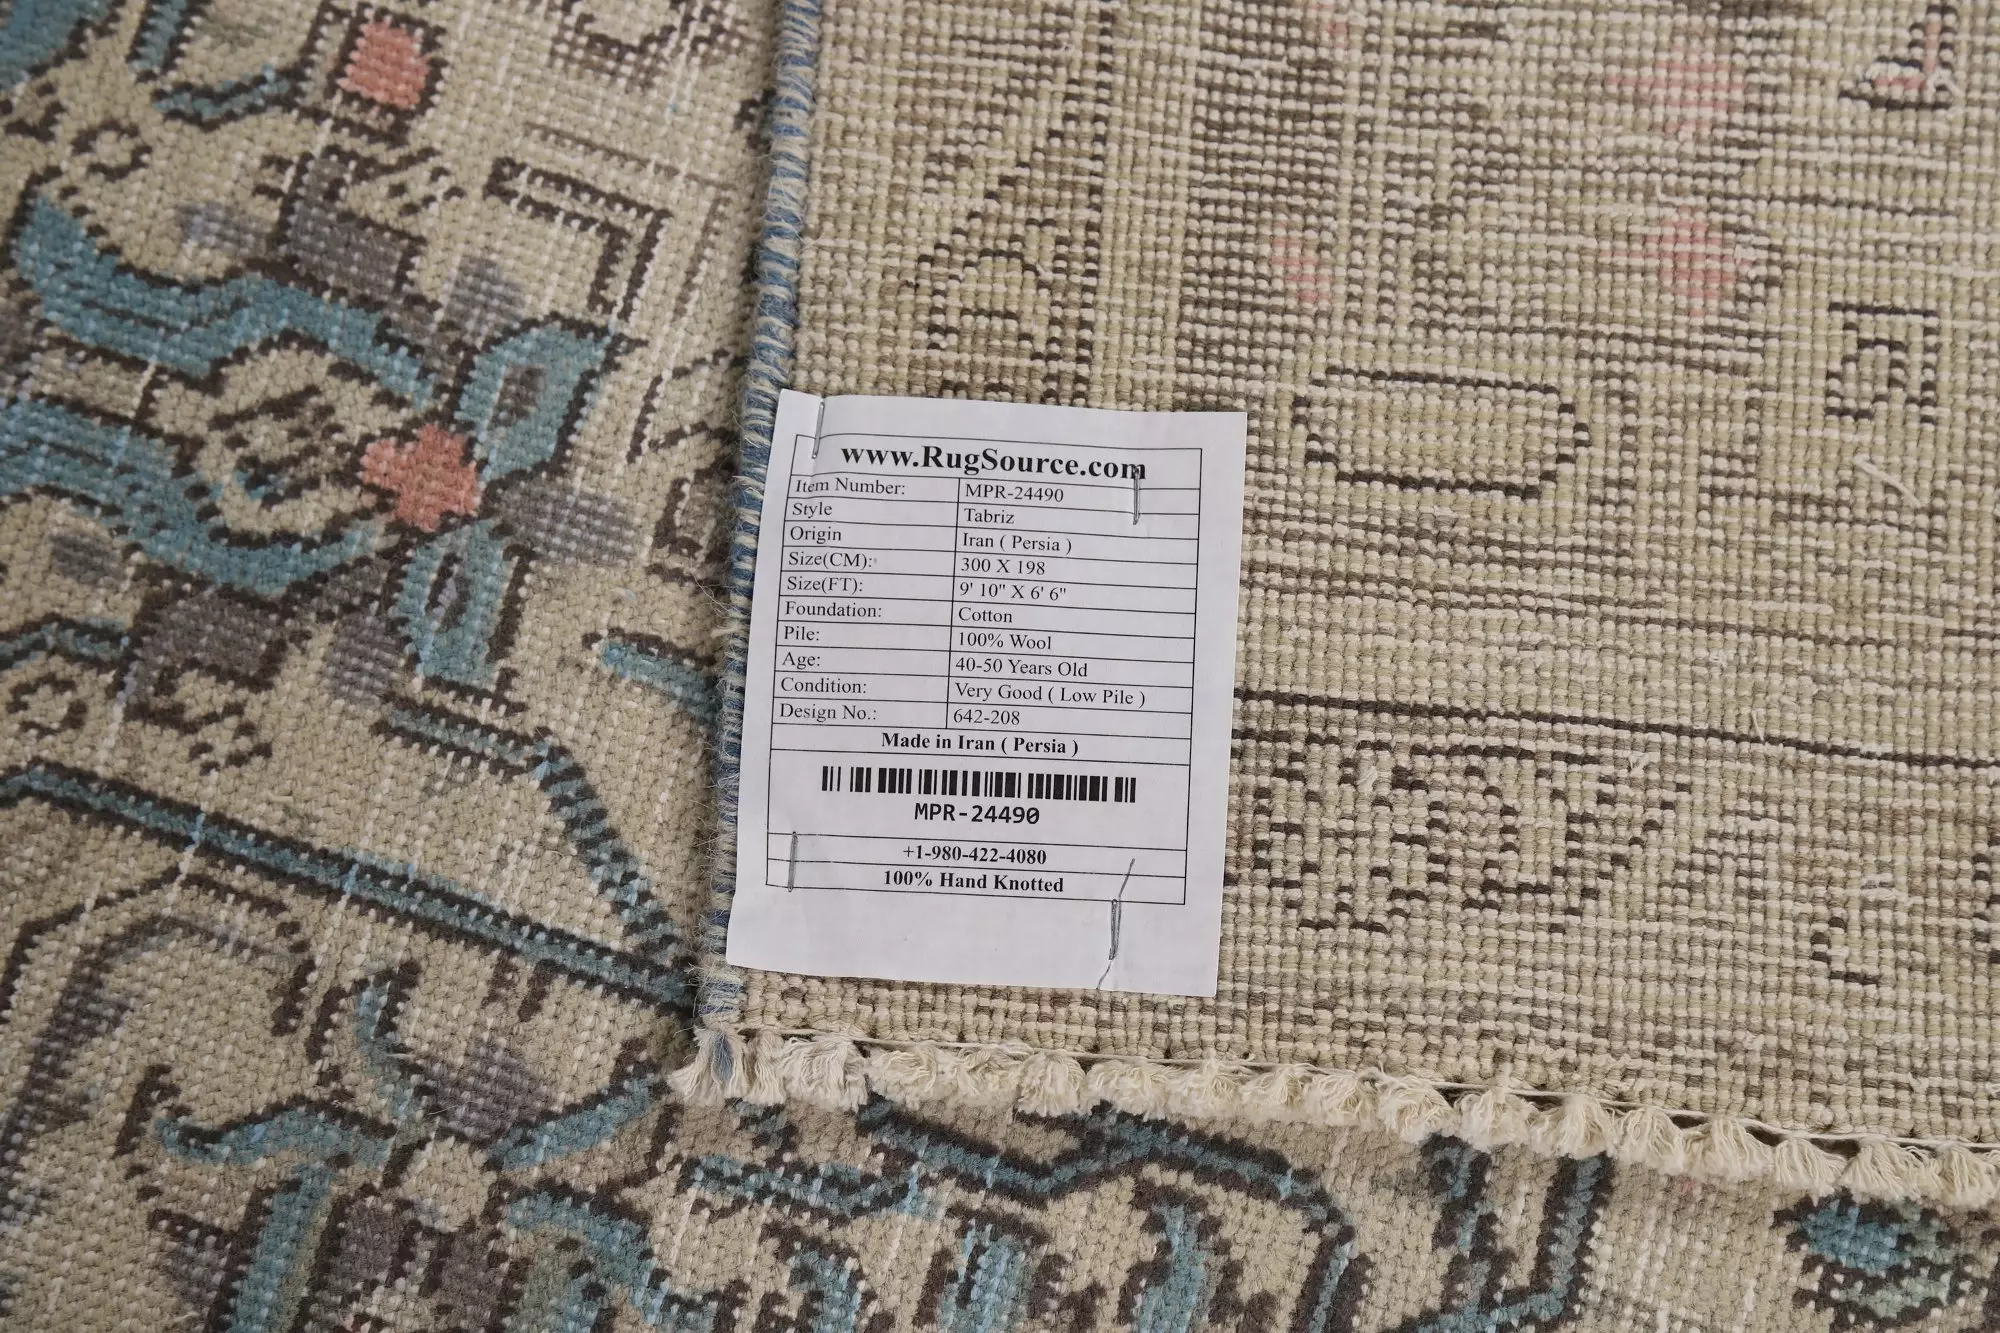 www.RugSource.com
Item Number: MPR-24490
Style Tabriz
Origin Iran ( Persia )
Size(CM): 300 X 198
Size(FT): 9' 10" X 6' 6"
Foundation: Cotton
Pile: 100% Wool
Age: 40-50 Years Old
Condition: Very Good ( Low Pile )
Design No.: 642-208
Made in Iran ( Persia )
MPR-24490
+1-980-422-4080
100% Hand Knotted